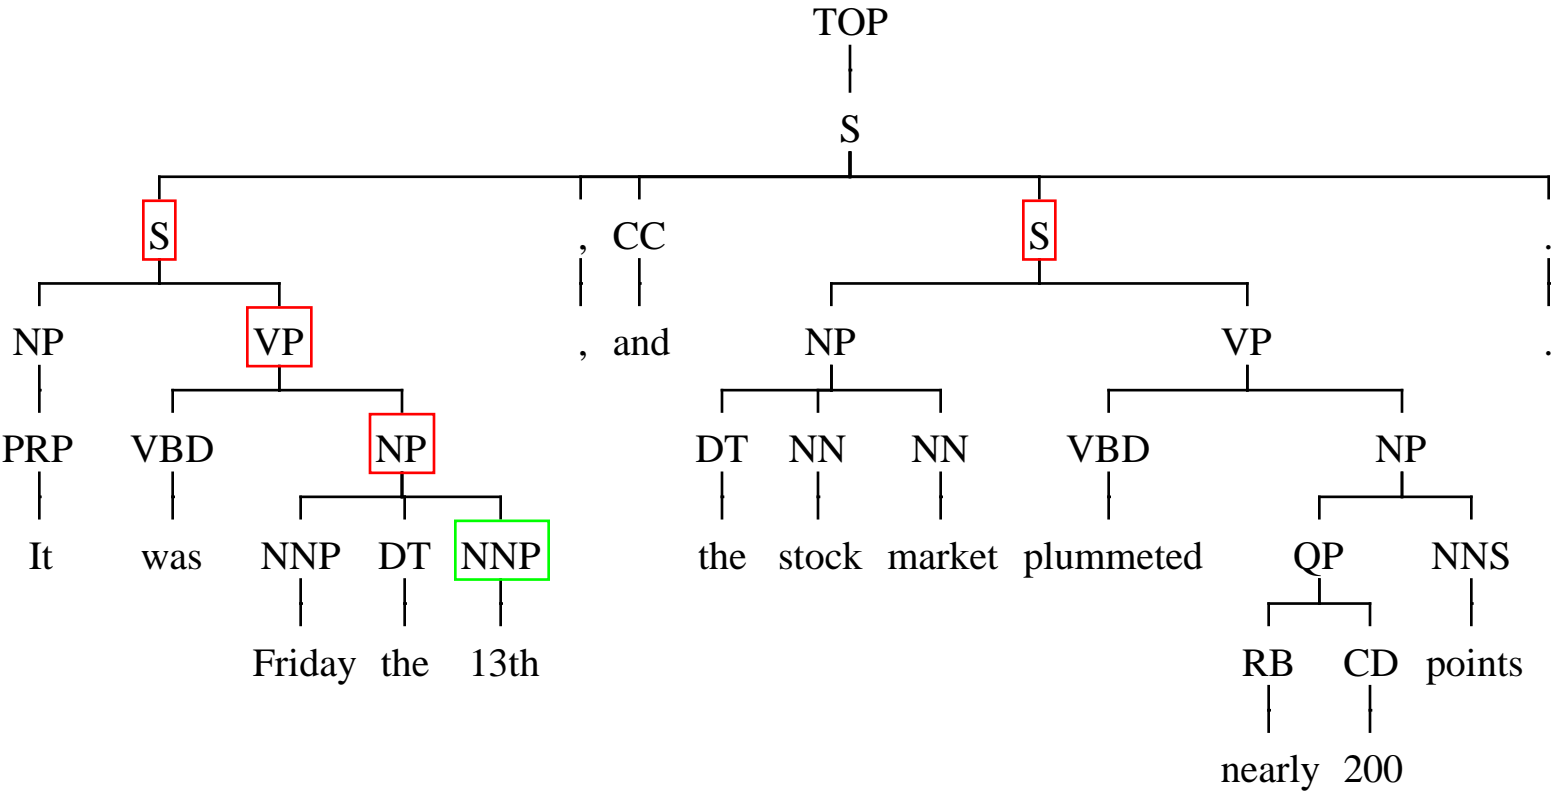 TOP
S
S , CC S .
NP VP , and NP VP .
PRP VBD NP DT NN NN VBD NP
It was NNP DT NNP the stock market plummeted QP NNS
Friday the 13th RB CD points
nearly 200